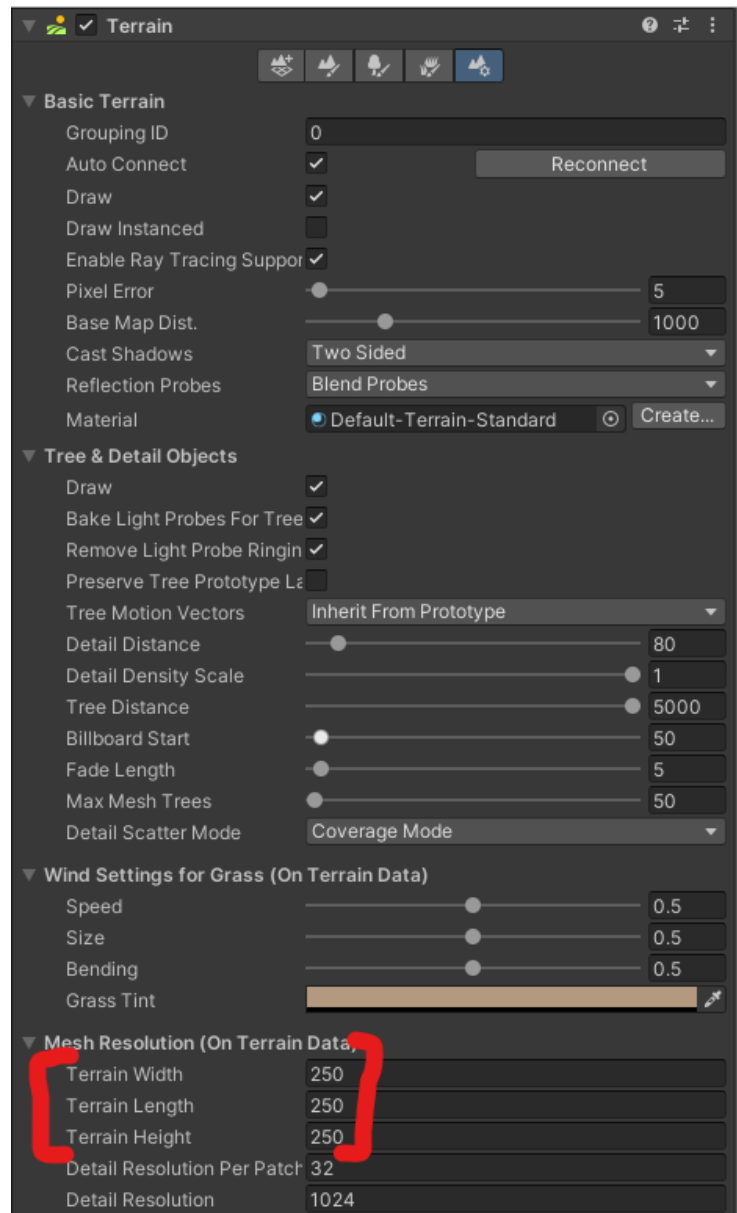 Terrain
Basic Terrain
Grouping ID 0
Auto Connect Reconnect
Draw
Draw Instanced
Enable Ray Tracing Suppor
Pixel Error 5
Base Map Dist. 1000
Cast Shadows Two Sided
Reflection Probes Blend Probes
Material Default-Terrain-Standard Create...
Tree & Detail Objects
Draw
Bake Light Probes For Tree
Remove Light Probe Ringin
Preserve Tree Prototype La
Tree Motion Vectors Inherit From Prototype
Detail Distance 80
Detail Density Scale 1
Tree Distance 5000
Billboard Start 50
Fade Length 5
Max Mesh Trees 50
Detail Scatter Mode Coverage Mode
Wind Settings for Grass (On Terrain Data)
Speed 0.5
Size 0.5
Bending 0.5
Grass Tint
Mesh Resolution (On Terrain Data)
Terrain Width 250
Terrain Length 250
Terrain Height 250
Detail Resolution Per Patch 32
Detail Resolution 1024